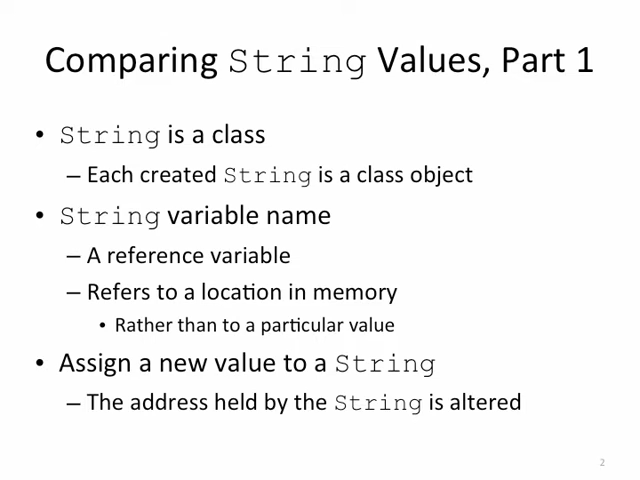 Comparing String Values, Part 1
• String is a class
– Each created String is a class object
• String variable name
– A reference variable
– Refers to a location in memory
• Rather than to a particular value
• Assign a new value to a String
– The address held by the String is altered
2